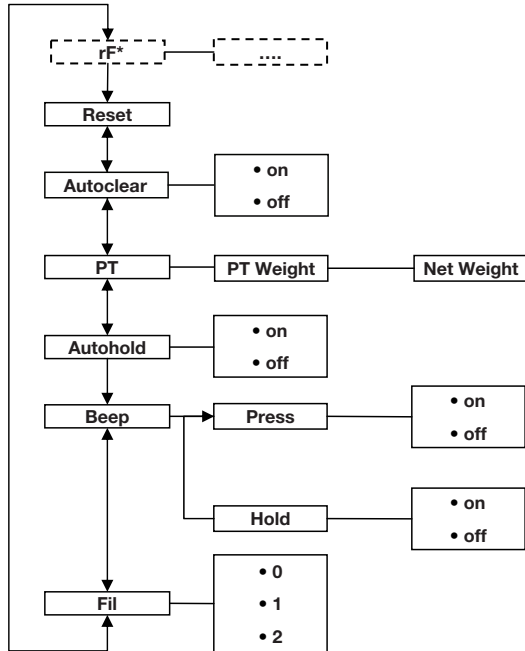 rF*
....
Reset
Autoclear
• on
• off
PT
PT Weight
Net Weight
Autohold
• on
• off
Beep
Press
• on
• off
Hold
• on
• off
Fil
• 0
• 1
• 2